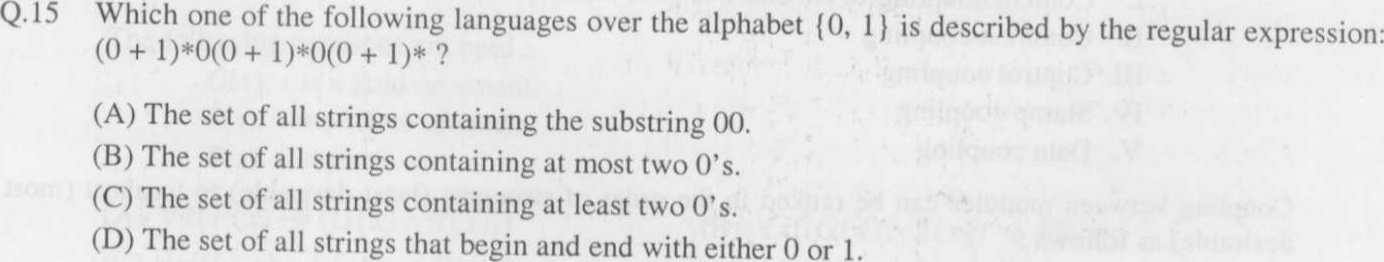 Q.15 Which one of the following languages over the alphabet {0, 1} is described by the regular expression:
(0 + 1)*0(0 + 1)*0(0 + 1)* ?
(A) The set of all strings containing the substring 00.
(B) The set of all strings containing at most two 0's.
(C) The set of all strings containing at least two 0's.
(D) The set of all strings that begin and end with either 0 or 1.